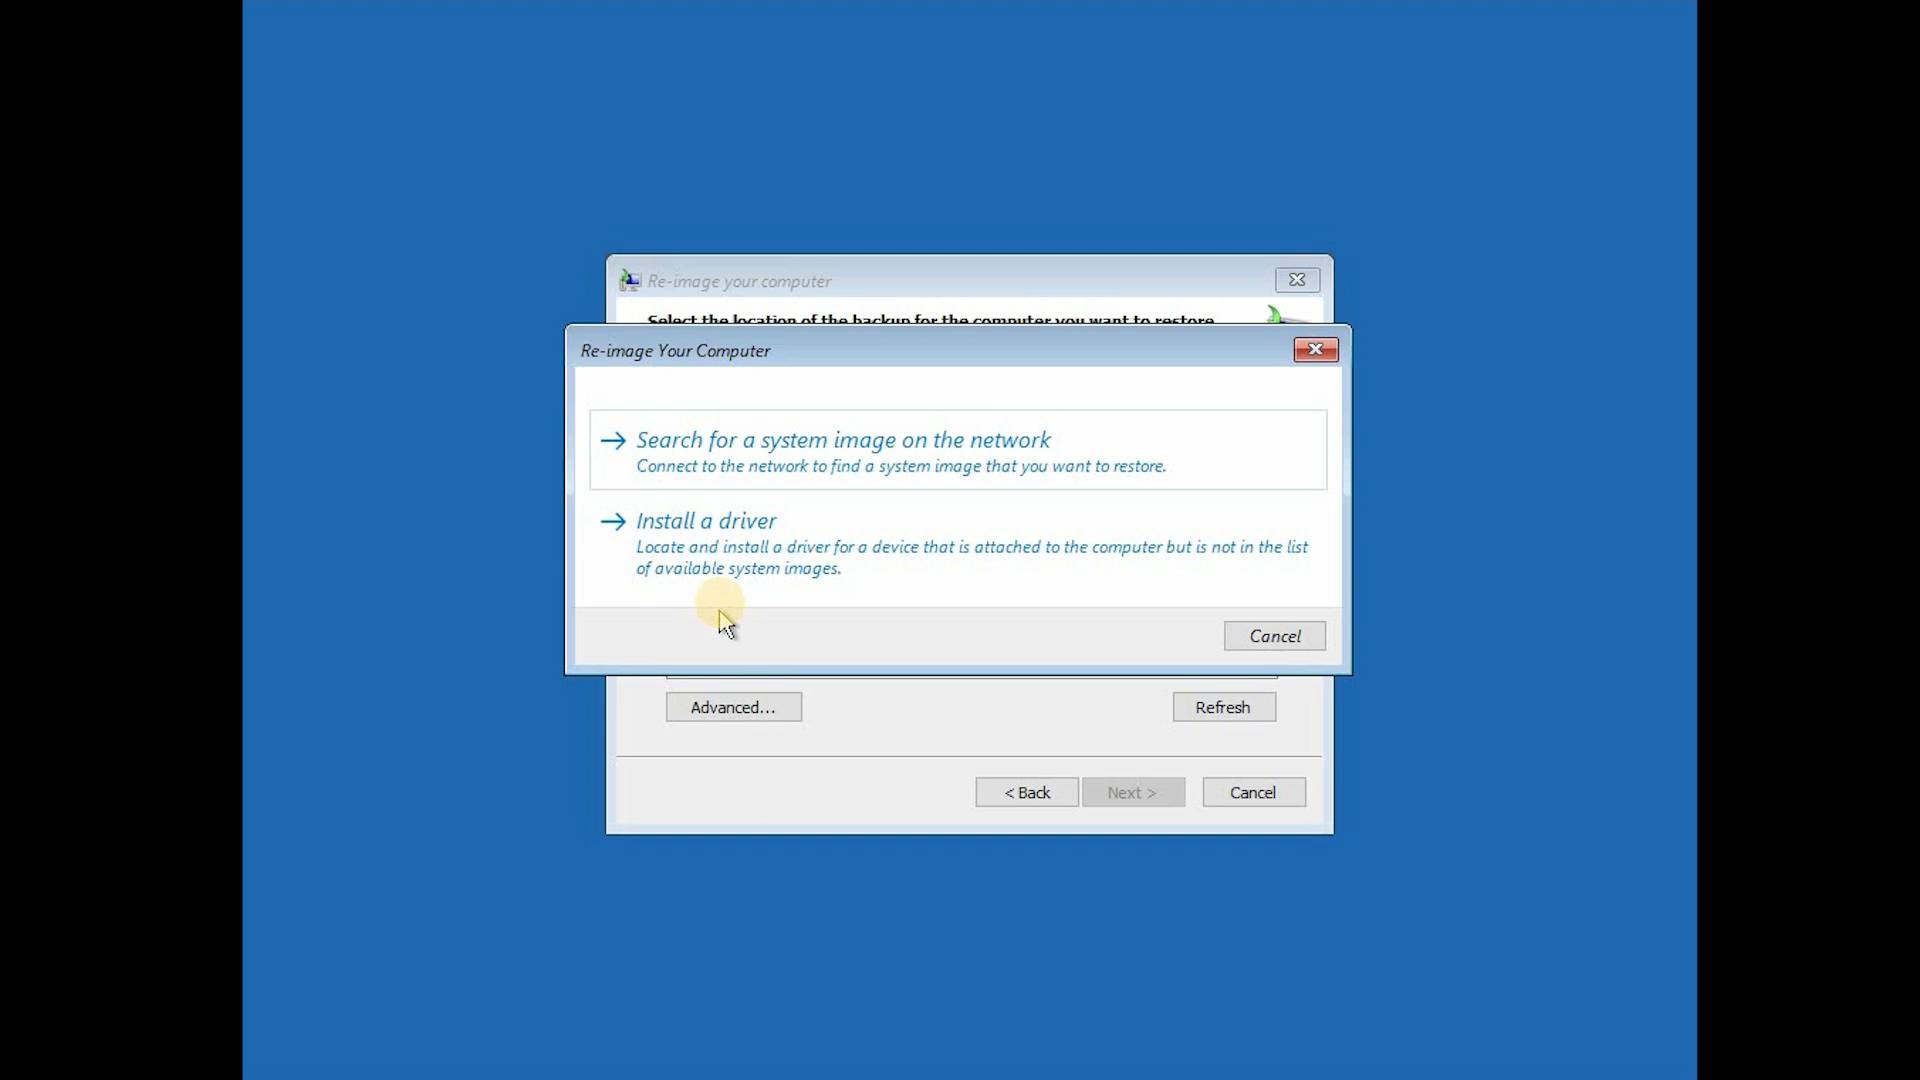 Re-image your computer
Select the location of the backup for the computer you want to restore.
Re-image Your Computer
Search for a system image on the network
Connect to the network to find a system image that you want to restore.
Install a driver
Locate and install a driver for a device that is attached to the computer but is not in the list
of available system images.
Cancel
Advanced...
Refresh
< Back
Next >
Cancel